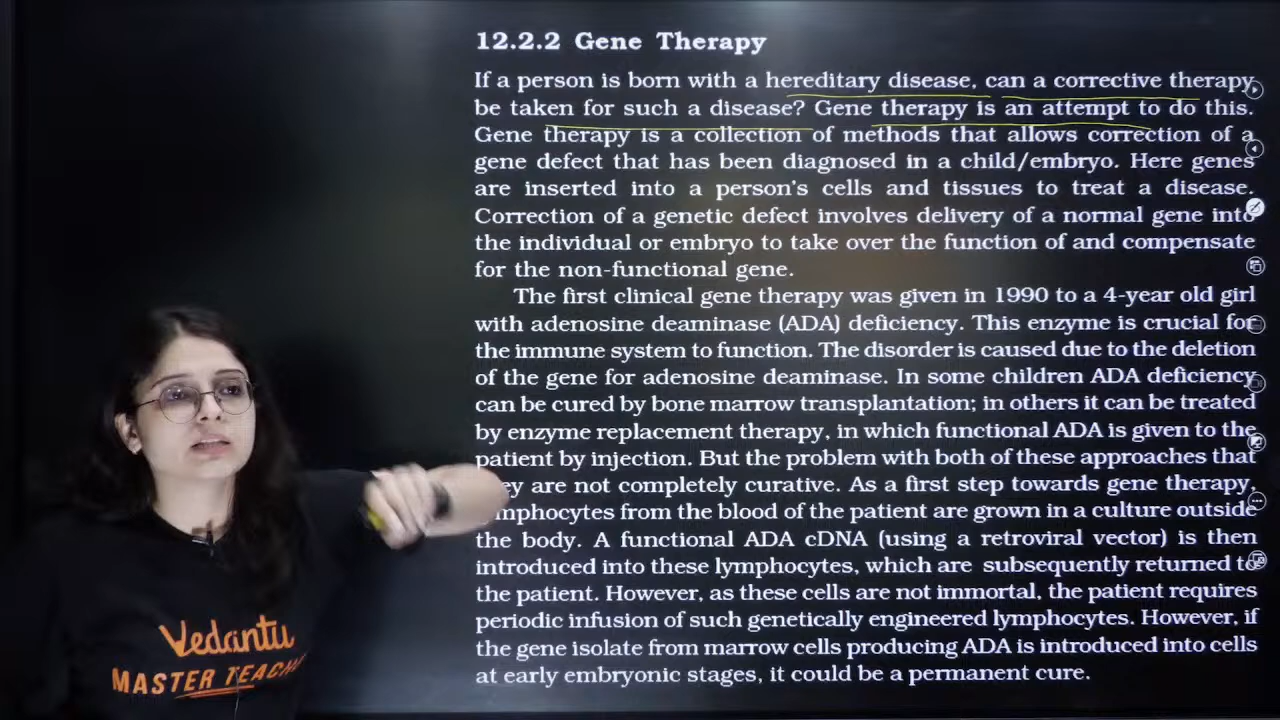 12.2.2 Gene Therapy
If a person is born with a hereditary disease, can a corrective therapy
be taken for such a disease? Gene therapy is an attempt to do this.
Gene therapy is a collection of methods that allows correction of a
gene defect that has been diagnosed in a child/embryo. Here genes
are inserted into a person's cells and tissues to treat a disease.
Correction of a genetic defect involves delivery of a normal gene into
the individual or embryo to take over the function of and compensate
for the non-functional gene.
The first clinical gene therapy was given in 1990 to a 4-year old girl
with adenosine deaminase (ADA) deficiency. This enzyme is crucial for
the immune system to function. The disorder is caused due to the deletion
of the gene for adenosine deaminase. In some children ADA deficiency
can be cured by bone marrow transplantation; in others it can be treated
by enzyme replacement therapy, in which functional ADA is given to the
patient by injection. But the problem with both of these approaches that
are not completely curative. As a first step towards gene therapy,
from the blood of the patient are grown in a culture outside
the body. A functional ADA cDNA (using a retroviral vector) is then
introduced into these lymphocytes, which are subsequently returned to
the patient. However, as these cells are not immortal, the patient requires
periodic infusion of such genetically engineered lymphocytes. However, if
the gene isolate from marrow cells producing ADA is introduced into cells
at early embryonic stages, it could be a permanent cure.
Vedantu
MASTER